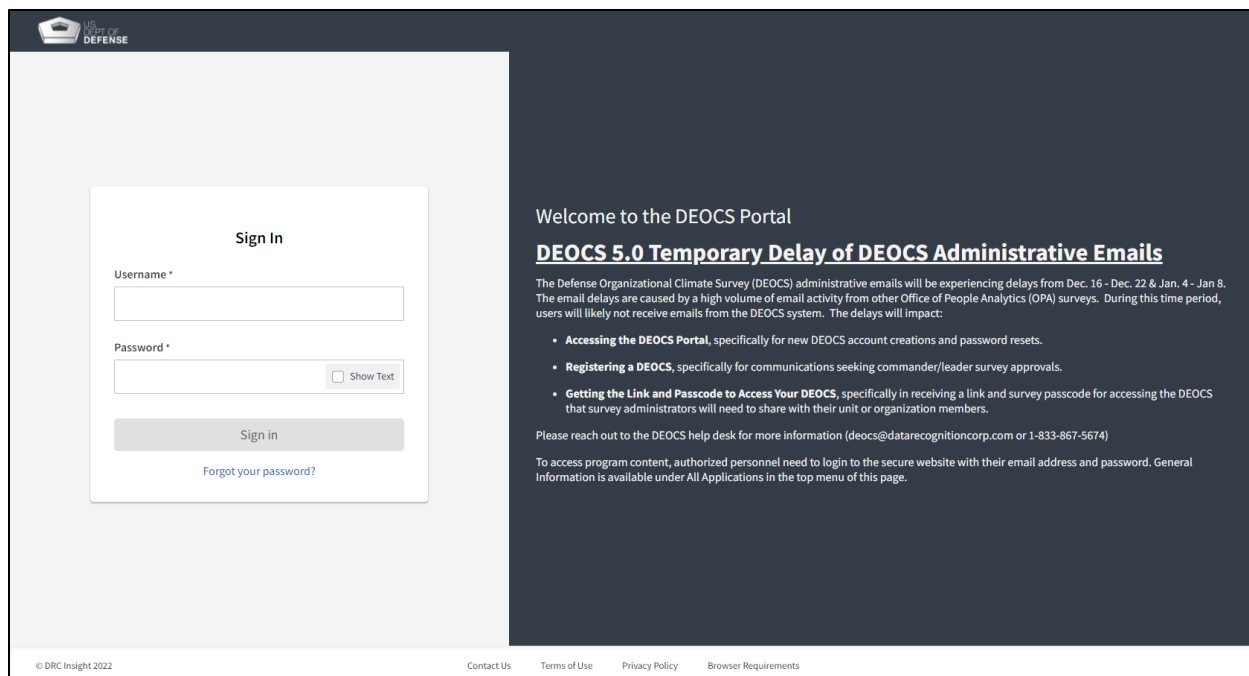 U.S.
DEPT OF
DEFENSE
Sign In
Username *
Password *
Show Text
Sign in
Forgot your password?
Welcome to the DEOCS Portal
DEOCS 5.0 Temporary Delay of DEOCS Administrative Emails
The Defense Organizational Climate Survey (DEOCS) administrative emails will be experiencing delays from Dec. 16 - Dec. 22 & Jan. 4 - Jan 8.
The email delays are caused by a high volume of email activity from other Office of People Analytics (OPA) surveys. During this time period,
users will likely not receive emails from the DEOCS system. The delays will impact:
• Accessing the DEOCS Portal, specifically for new DEOCS account creations and password resets.
• Registering a DEOCS, specifically for communications seeking commander/leader survey approvals.
• Getting the Link and Passcode to Access Your DEOCS, specifically in receiving a link and survey passcode for accessing the DEOCS
that survey administrators will need to share with their unit or organization members.
Please reach out to the DEOCS help desk for more information (deocs@datarecognitioncorp.com or 1-833-867-5674)
To access program content, authorized personnel need to login to the secure website with their email address and password. General
Information is available under All Applications in the top menu of this page.
© DRC Insight 2022
Contact Us
Terms of Use
Privacy Policy
Browser Requirements